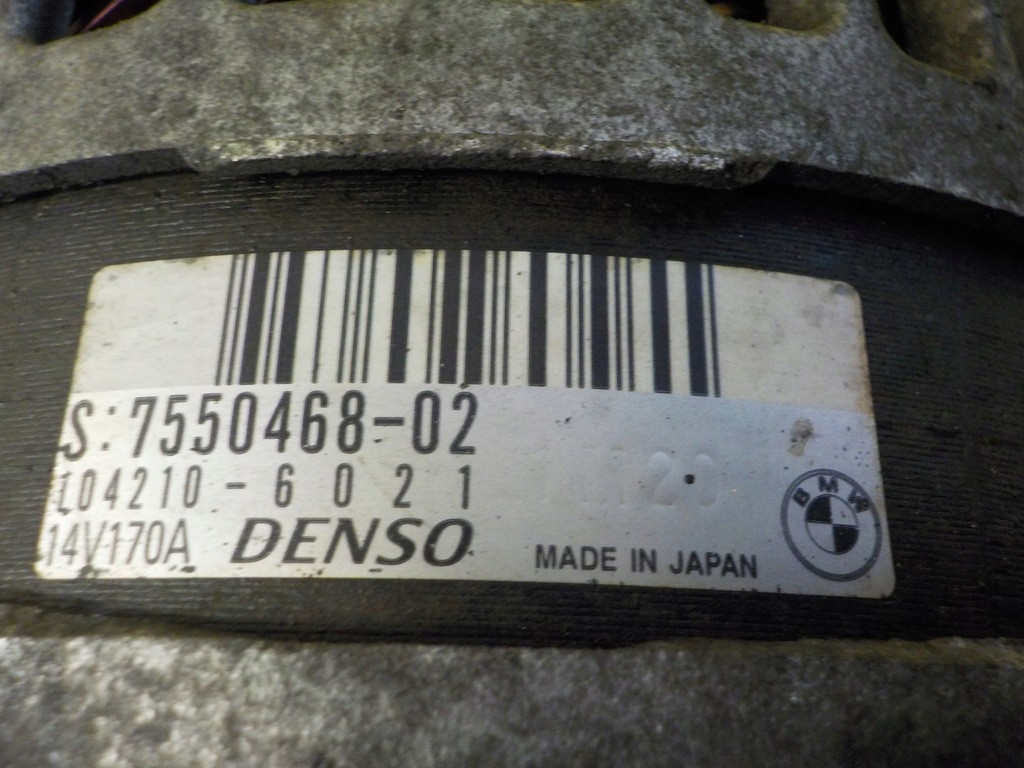 S:7550468-02
104210-6021
14V170A DENSO MADE IN JAPAN
BMW